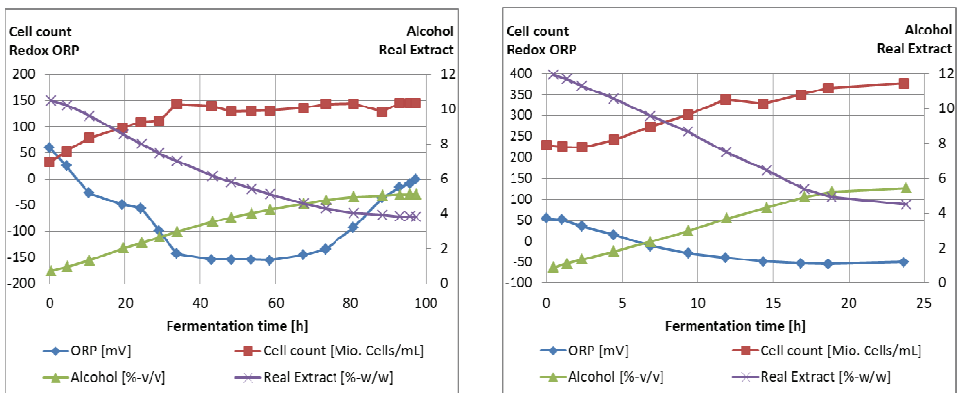 Cell count
Redox ORP
Alcohol
Real Extract
200
150
100
50
0
-50
-100
-150
-200
12
10
8
6
4
2
0
0
20
40
60
80
100
Fermentation time [h]
ORP [mV]
Cell count [Mio. Cells/mL]
Alcohol [%-v/v]
Real Extract [%-w/w]
Cell count
Redox ORP
Alcohol
Real Extract
400
350
300
250
200
150
100
50
0
-50
-100
12
10
8
6
4
2
0
0
5
10
15
20
25
Fermentation time [h]
ORP [mV]
Cell count [Mio. Cells/mL]
Alcohol [%-v/v]
Real Extract [%-w/w]